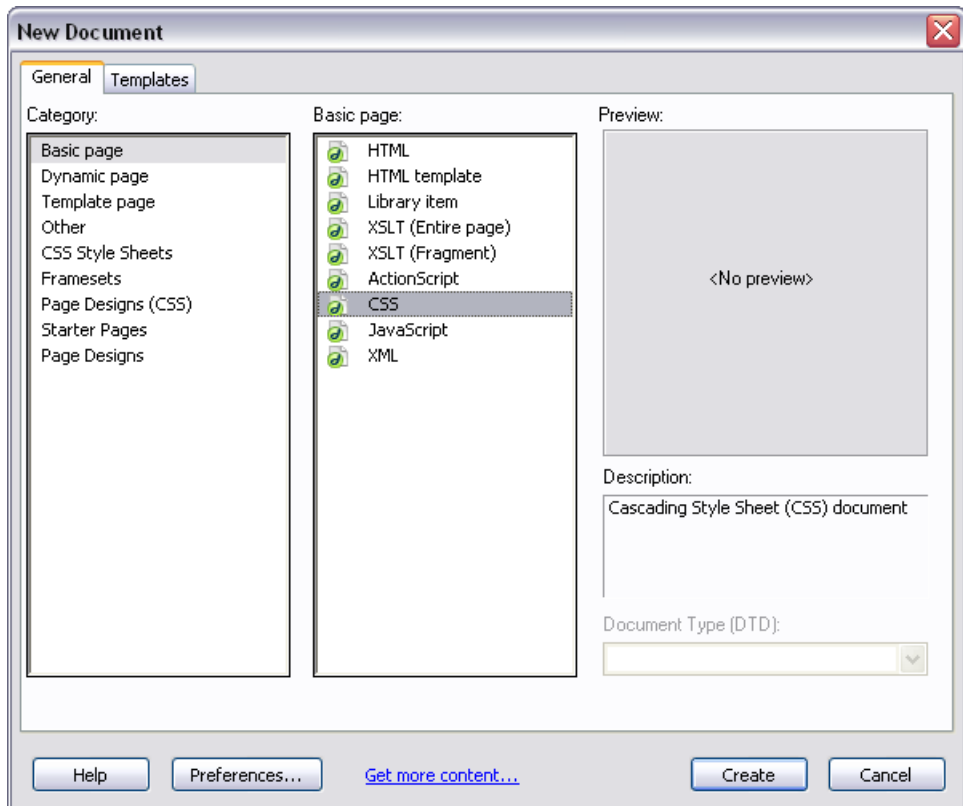 New Document
General
Templates
Category:
Basic page
Dynamic page
Template page
Other
CSS Style Sheets
Framesets
Page Designs (CSS)
Starter Pages
Page Designs
Basic page:
HTML
HTML template
Library item
XSLT (Entire page)
XSLT (Fragment)
ActionScript
CSS
JavaScript
XML
Preview:
<No preview>
Description:
Cascading Style Sheet (CSS) document
Document Type (DTD):
Help
Preferences...
Get more content...
Create
Cancel